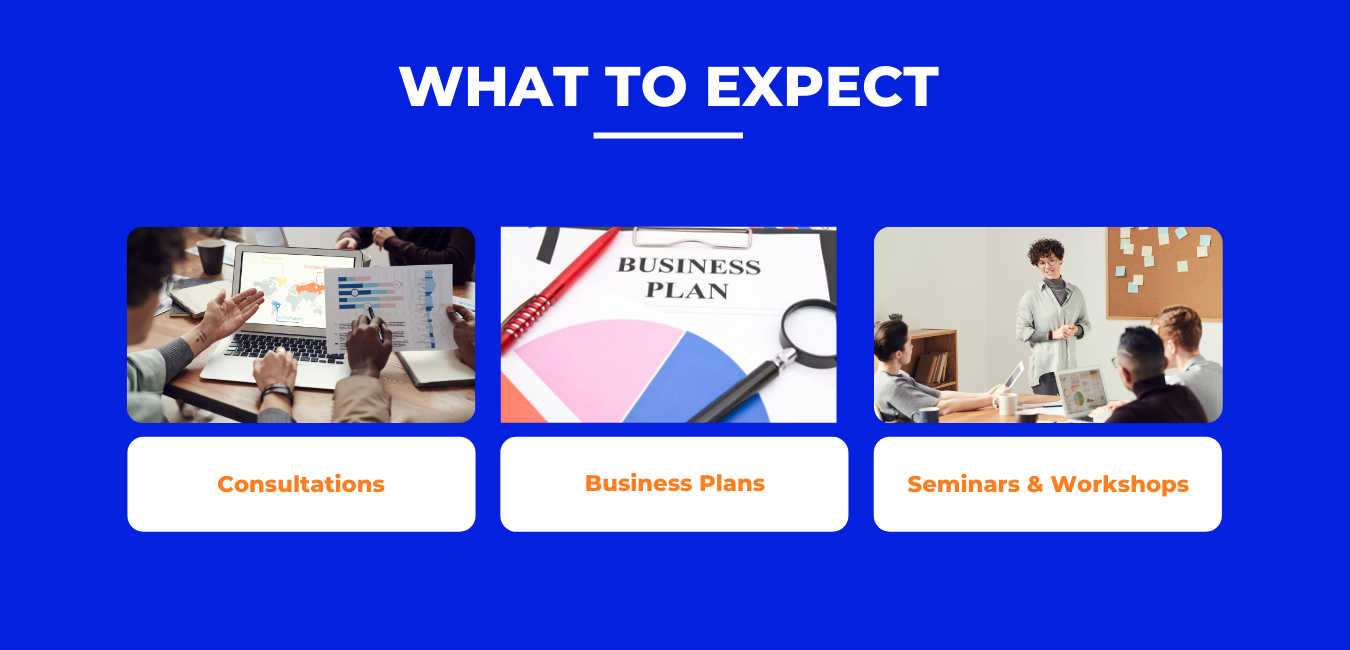 WHAT TO EXPECT
BUSINESS
PLAN
Consultations
Business Plans
Seminars & Workshops